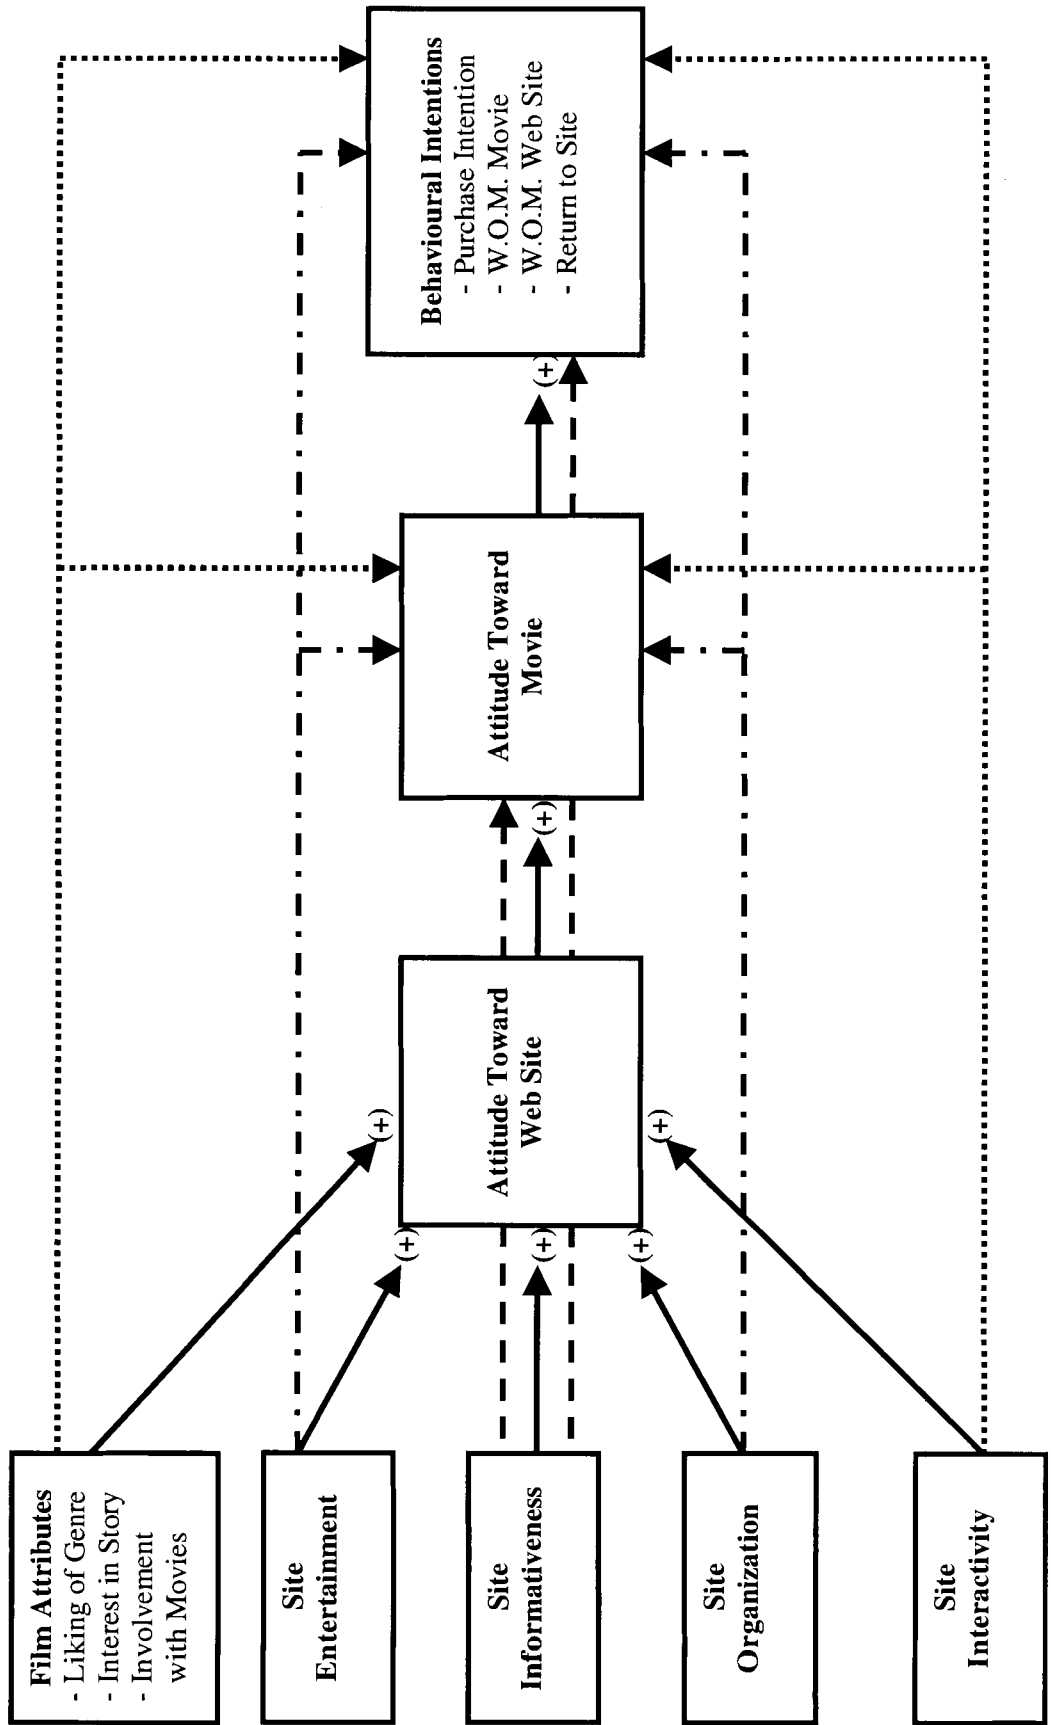 Film Attributes
- Liking of Genre
- Interest in Story
- Involvement
with Movies
Site
Entertainment
Site
Informativeness
Site
Organization
Site
Interactivity
(+)
(+)
(+)
(+)
(+)
Attitude Toward
Web Site
(+)
Attitude Toward
Movie
(+)
Behavioural Intentions
- Purchase Intention
- W.O.M. Movie
- W.O.M. Web Site
- Return to Site